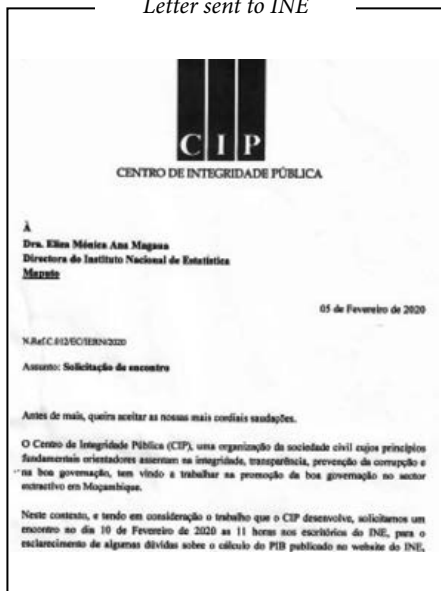 Letter sent to INE
CIP
CENTRO DE INTEGRIDADE PÚBLICA
À
Dra. Eliza Mónica Ana Magaua
Directora do Instituto Nacional de Estatística
Maputo
05 de Fevereiro de 2020
N.Ref.C.012/EC/IERN/2020
Assunto: Solicitação de encontro
Antes de mais, queira aceitar as nossas mais cordiais saudações.
O Centro de Integridade Pública (CIP), uma organização da sociedade civil cujos princípios
fundamentais orientadores assentam na integridade, transparência, prevenção da corrupção e
na boa governação, tem vindo a trabalhar na promoção da boa governação no sector
extractivo em Moçambique.
Neste contexto, e tendo em consideração o trabalho que o CIP desenvolve, solicitamos um
encontro no dia 10 de Fevereiro de 2020 as 11 horas nos escritórios do INE, para o
esclarecimento de algumas dúvidas sobre o cálculo do PIB publicado no website do INE,